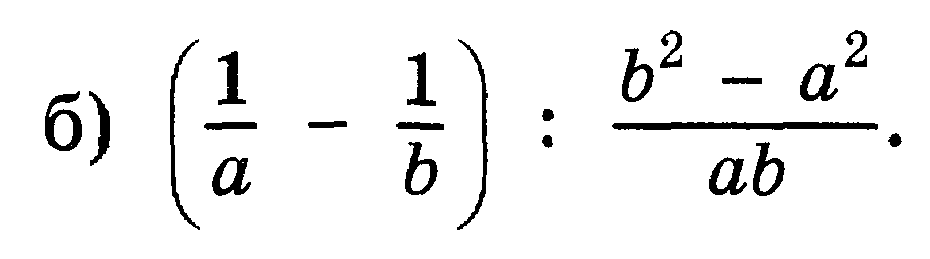 б) (1/a − 1/b) : (b² − a²)/ab.